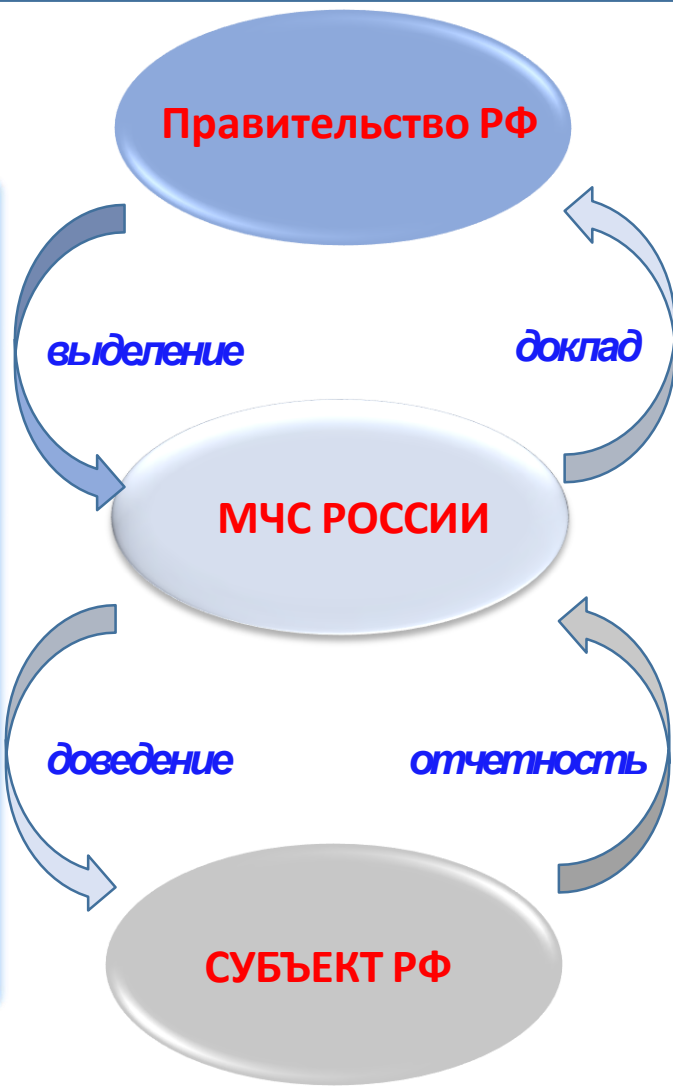 Правительство РФ
выделение
доклад
МЧС РОССИИ
доведение
отчетность
СУБЪЕКТ РФ